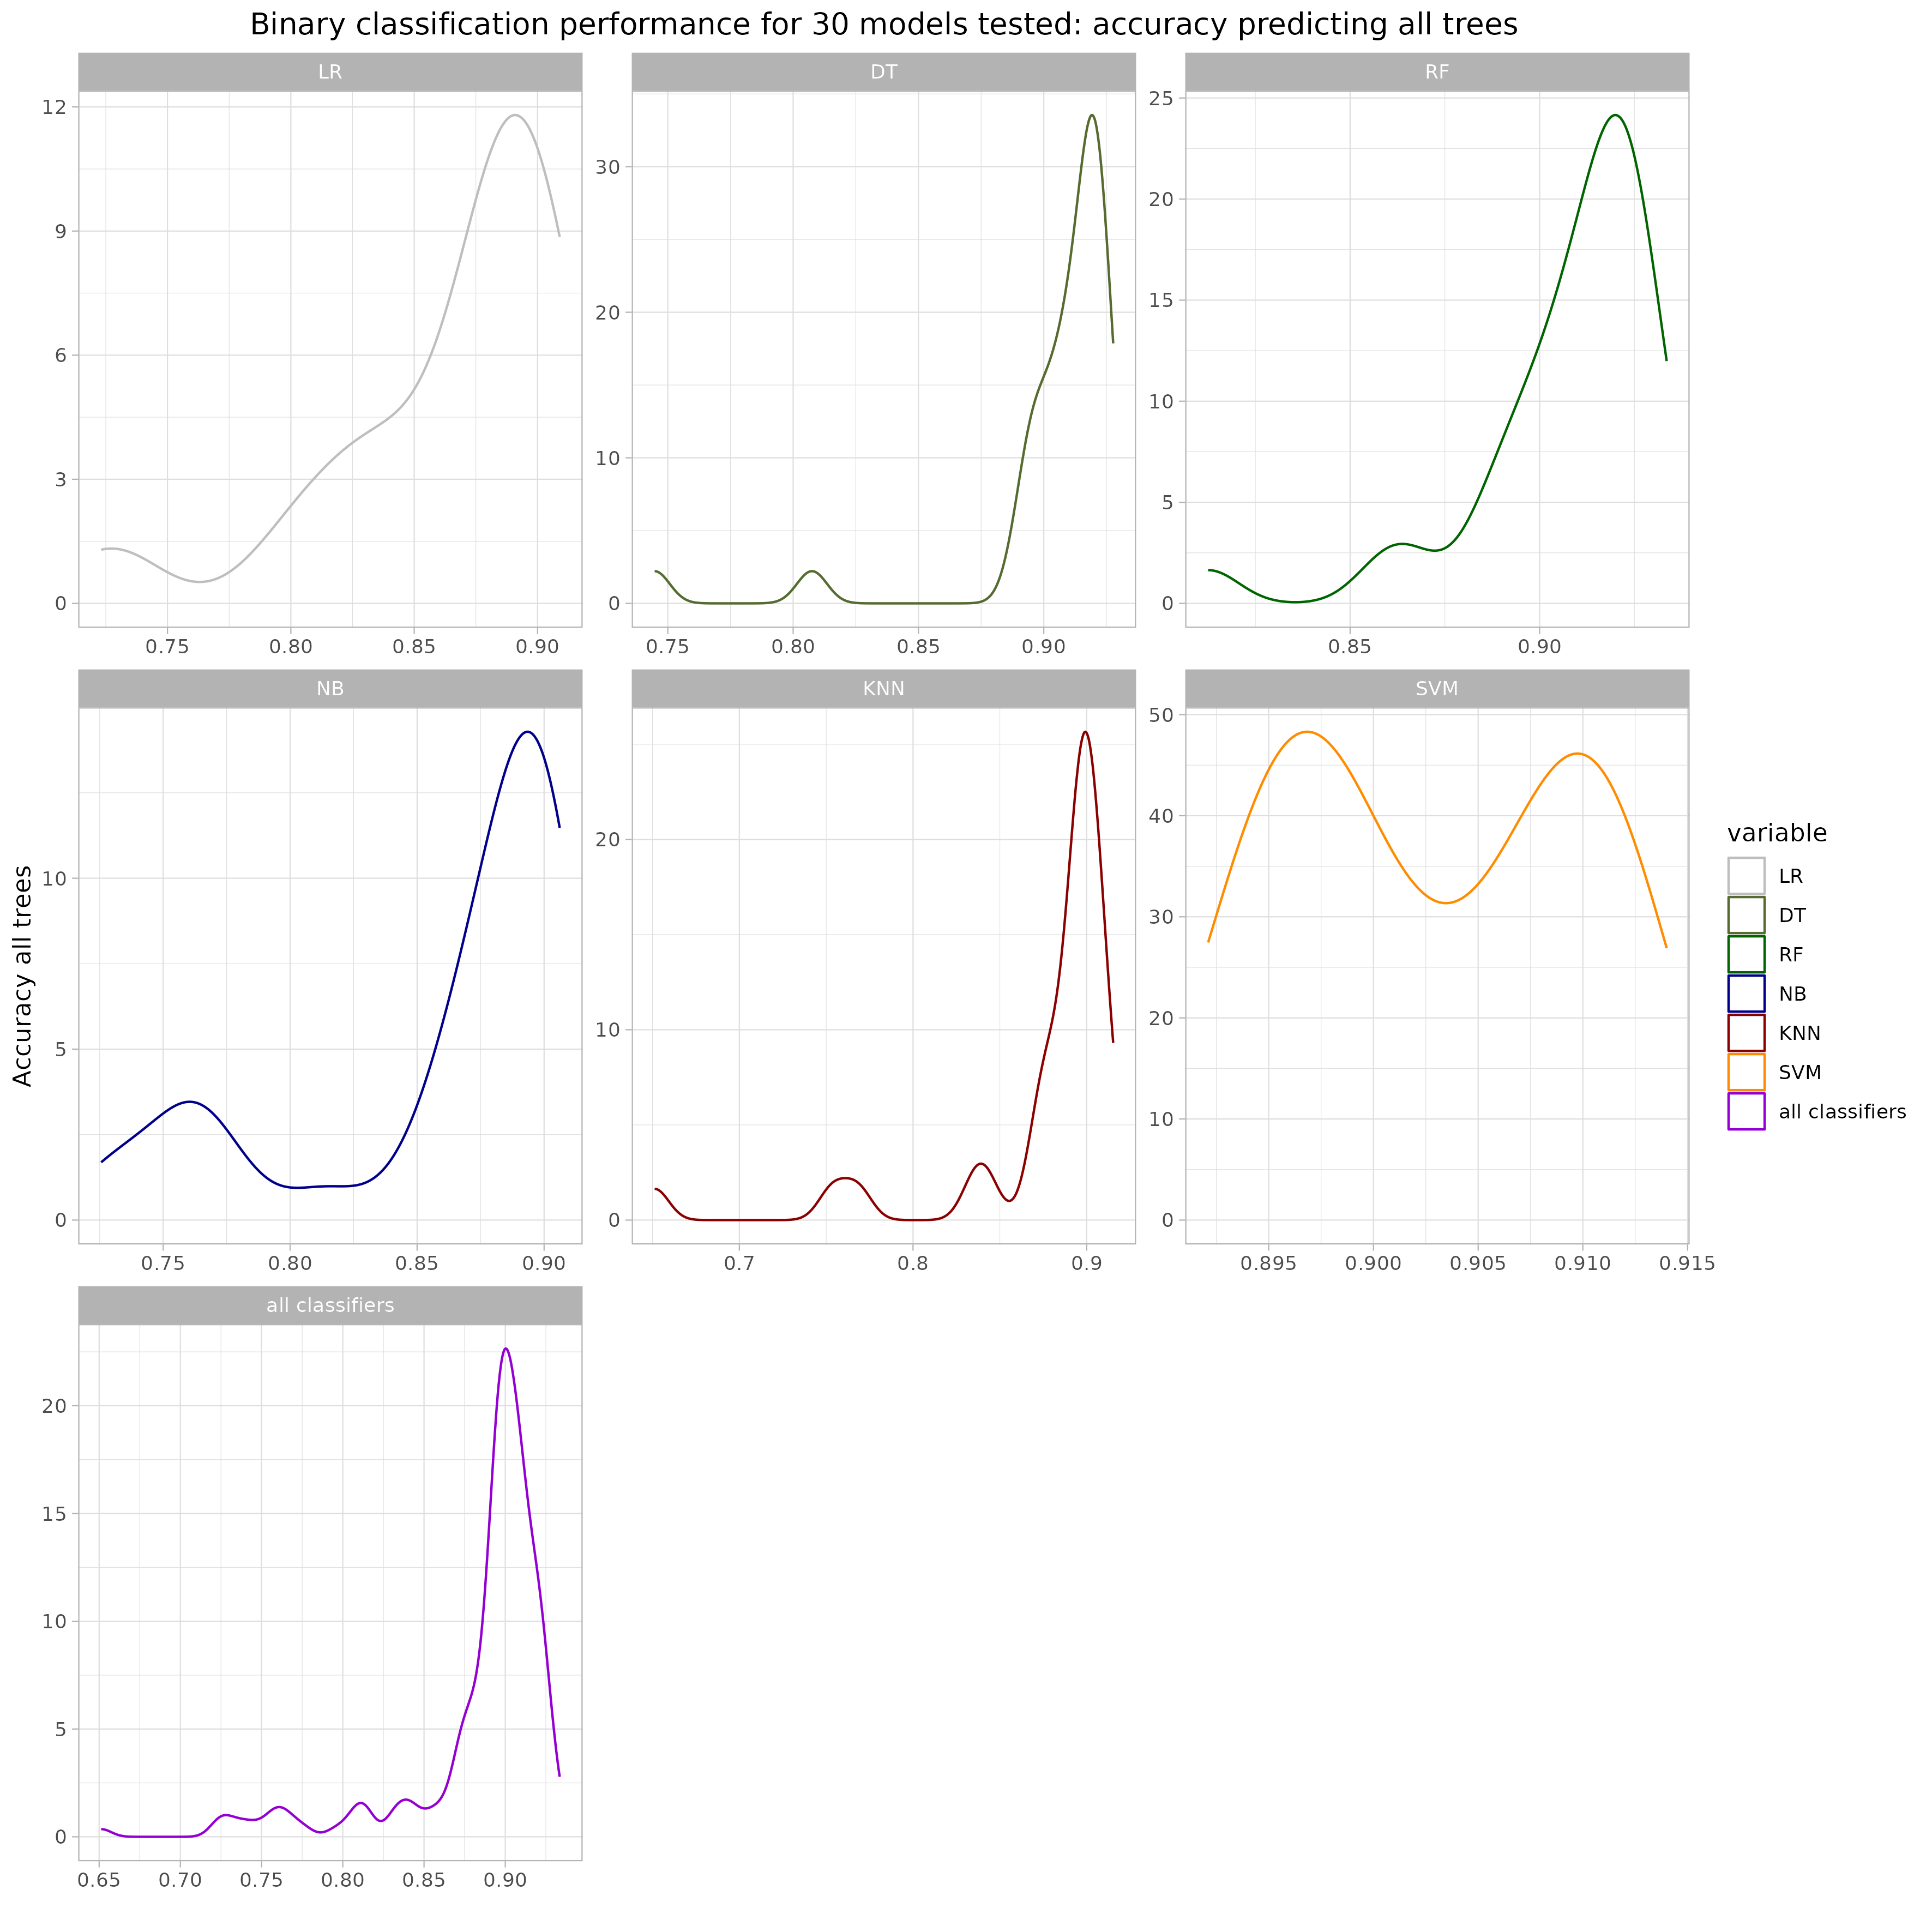 Binary classification performance for 30 models tested: accuracy predicting all trees
LR
DT
RF
12
9
6
3
0
0.75 0.80 0.85 0.90
30
20
10
0
0.75 0.80 0.85 0.90
25
20
15
10
5
0
0.85 0.90
NB
KNN
SVM
10
5
0
0.75 0.80 0.85 0.90
20
10
0
0.7 0.8 0.9
50
40
30
20
10
0
0.895 0.900 0.905 0.910 0.915
all classifiers
20
15
10
5
0
0.65 0.70 0.75 0.80 0.85 0.90
Accuracy all trees
variable
LR
DT
RF
NB
KNN
SVM
all classifiers